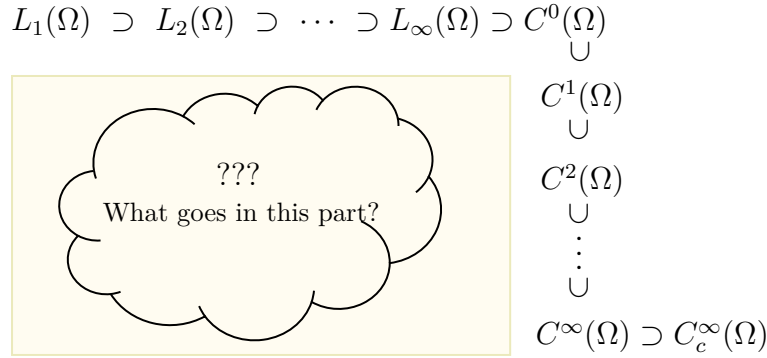 L₁(Ω) ⊃ L₂(Ω) ⊃ ⋯ ⊃ L∞(Ω) ⊃ C⁰(Ω)
∪
C¹(Ω)
∪
???
C²(Ω)
What goes in this part?
∪
⋮
∪
C^∞(Ω) ⊃ C_c^∞(Ω)